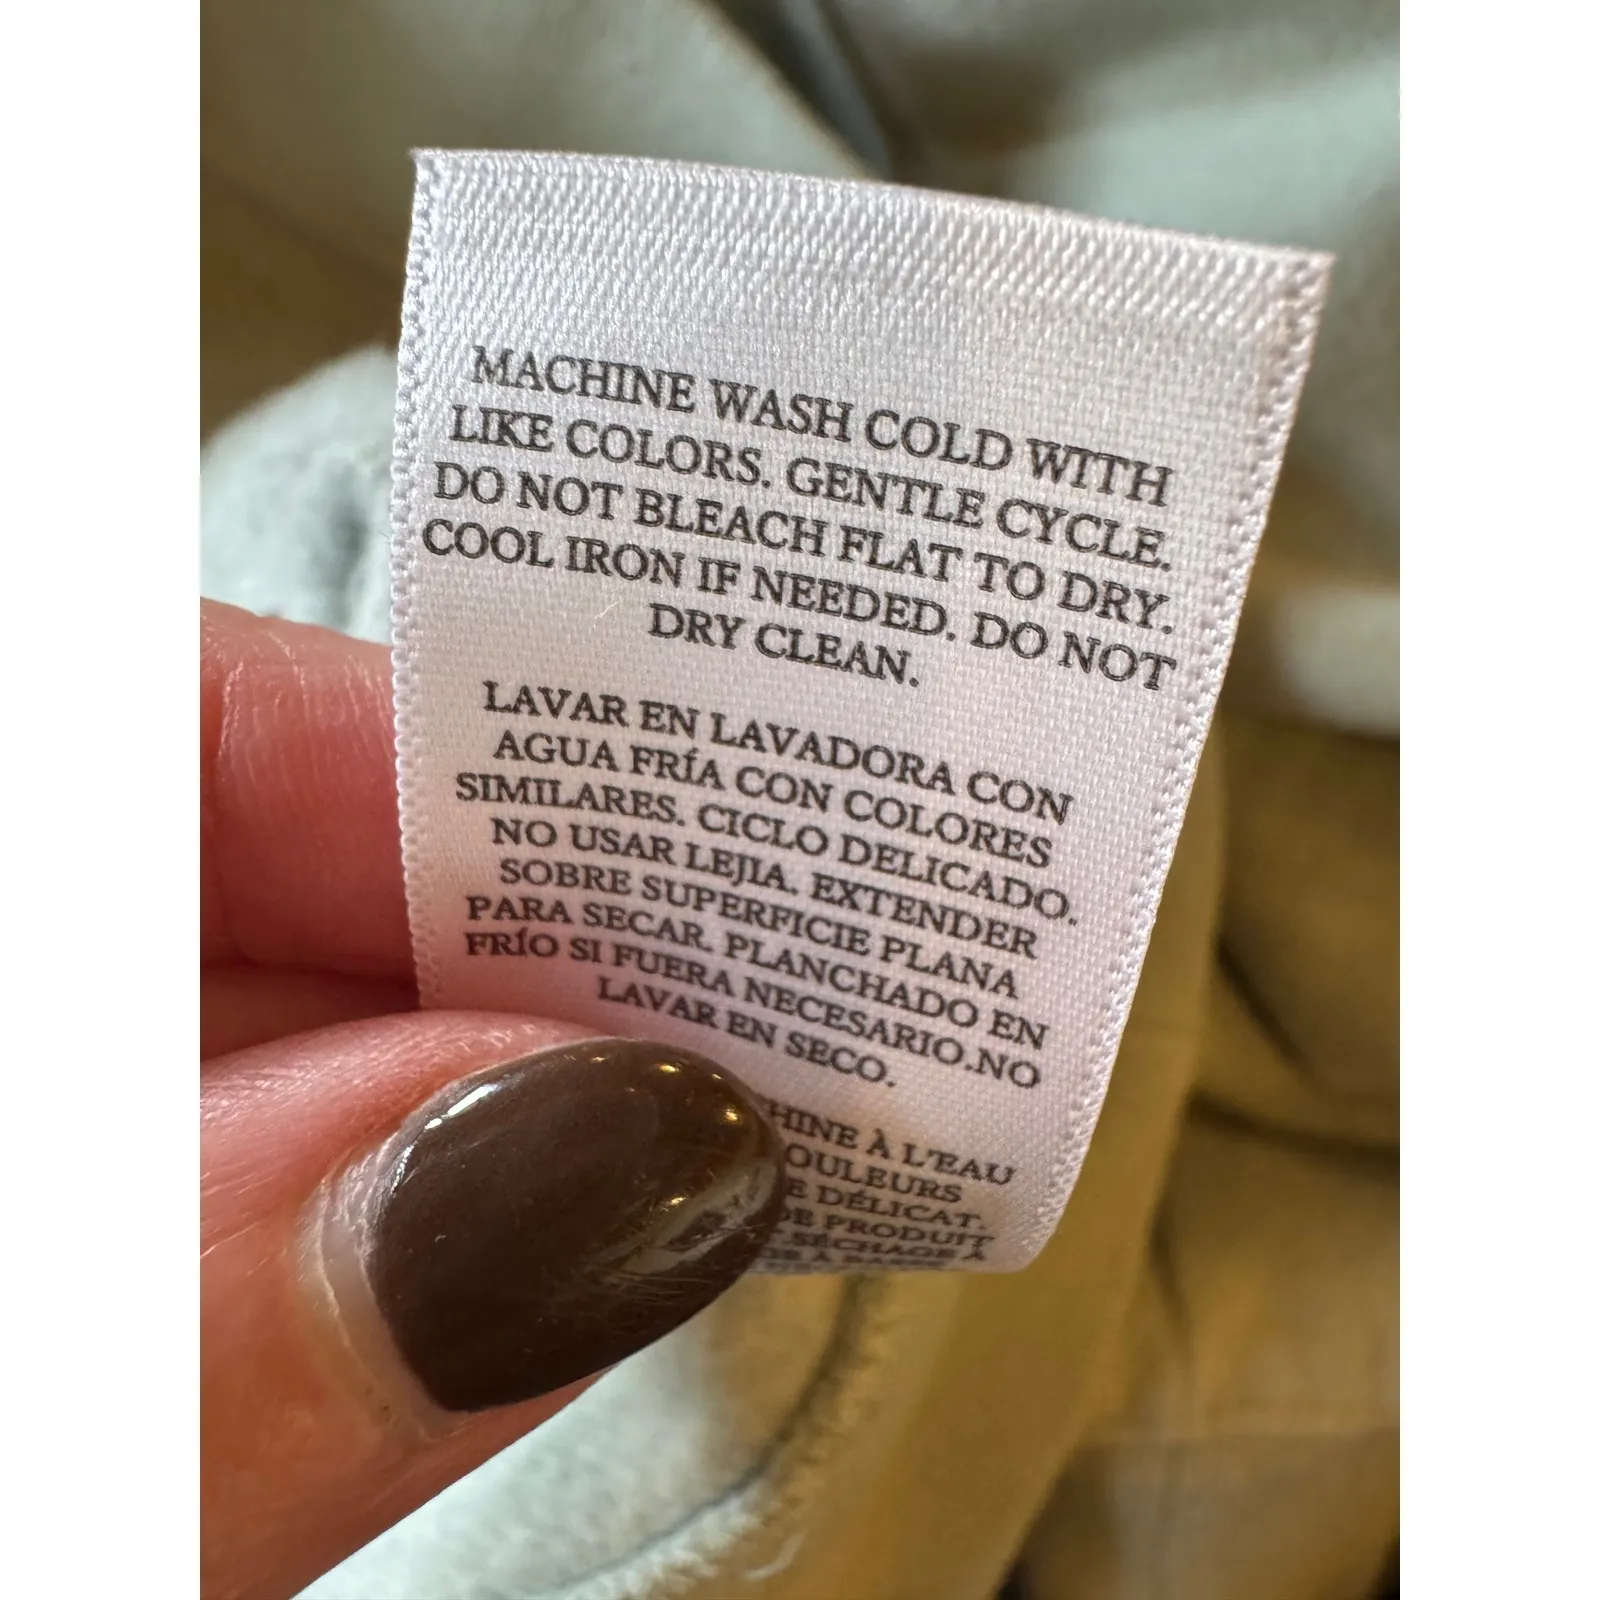 MACHINE WASH COLD WITH
LIKE COLORS. GENTLE CYCLE.
DO NOT BLEACH FLAT TO DRY.
COOL IRON IF NEEDED. DO NOT
DRY CLEAN.
LAVAR EN LAVADORA CON
AGUA FRÍA CON COLORES
SIMILARES. CICLO DELICADO.
NO USAR LEJIA. EXTENDER
SOBRE SUPERFICIE PLANA
PARA SECAR. PLANCHADO EN
FRÍO SI FUERA NECESARIO.NO
LAVAR EN SECO.
À L'EAU
DÉLICAT.
DE PRODUIT
SÉCHAGE À